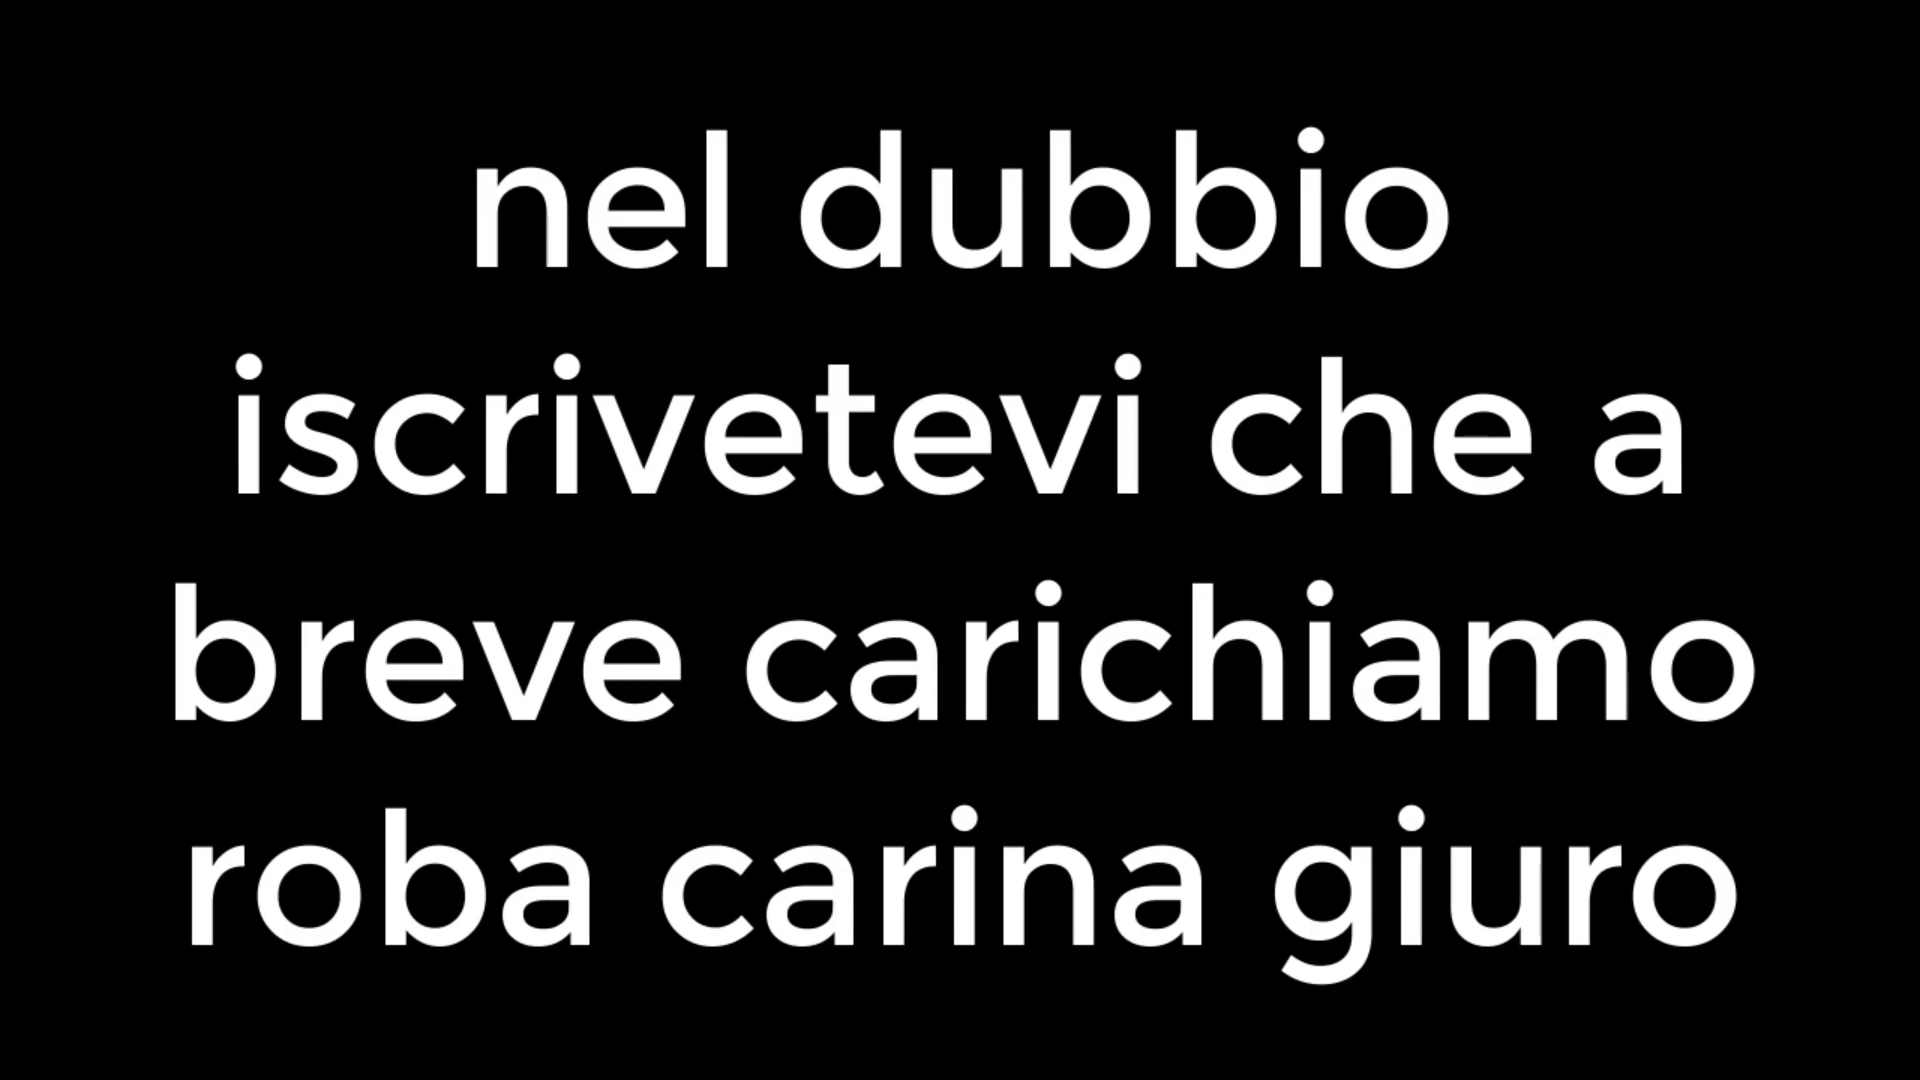 nel dubbio
iscrivetevi che a
breve carichiamo
roba carina giuro